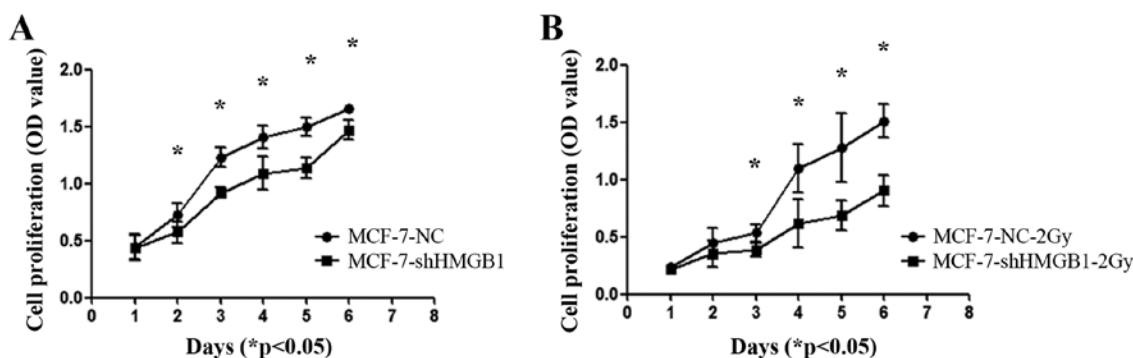 A
Cell proliferation (OD value)
2.0
1.5
1.0
0.5
0.0
* * * * *
MCF-7-NC
MCF-7-shHMGB1
0 1 2 3 4 5 6 7 8
Days (*p<0.05)
B
Cell proliferation (OD value)
2.0
1.5
1.0
0.5
0.0
* * * *
MCF-7-NC-2Gy
MCF-7-shHMGB1-2Gy
0 1 2 3 4 5 6 7 8
Days (*p<0.05)